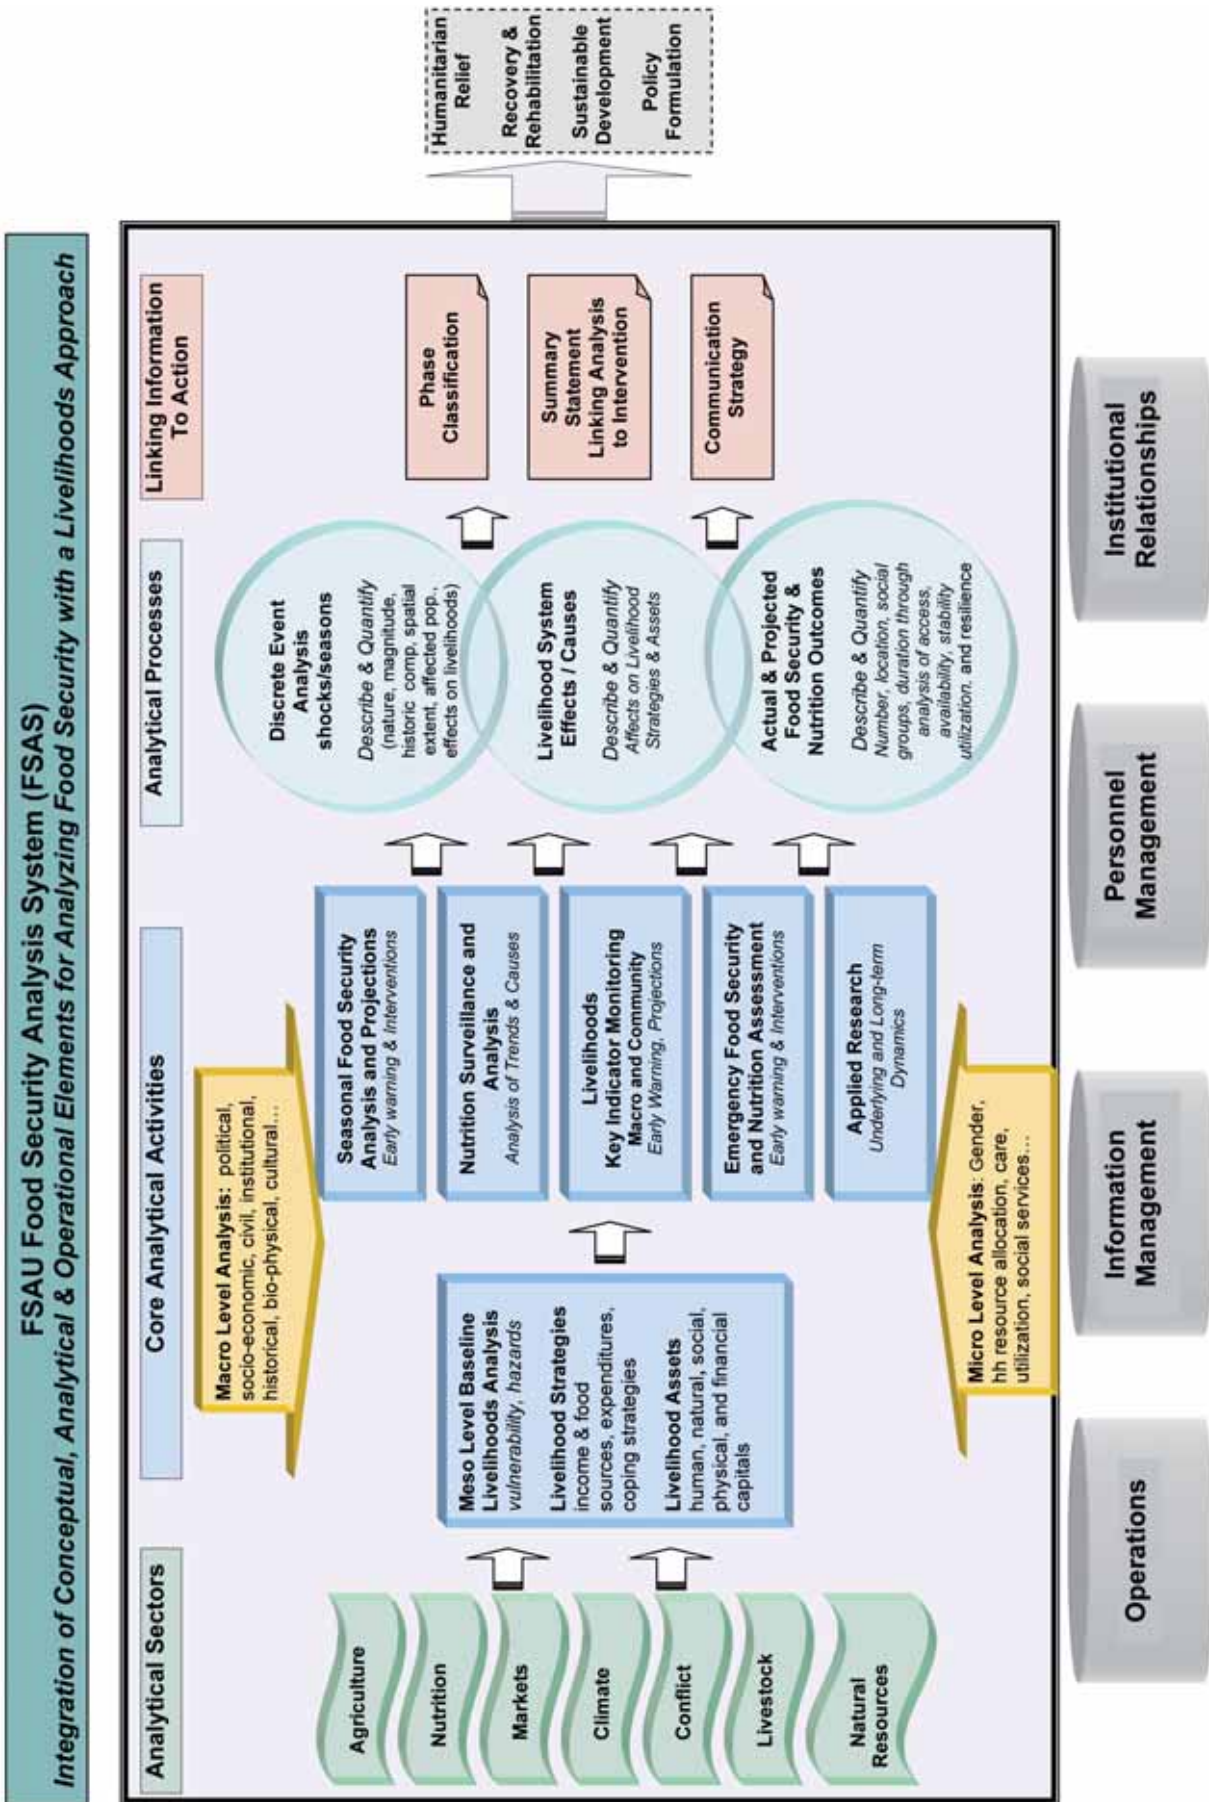 FSAU Food Security Analysis System (FSAS)
Integration of Conceptual, Analytical & Operational Elements for Analyzing Food Security with a Livelihoods Approach
Analytical Sectors
Agriculture
Nutrition
Markets
Climate
Conflict
Livestock
Natural
Resources
Core Analytical Activities
Macro Level Analysis: political,
socio-economic, civil, institutional,
historical, bio-physical, cultural…
Meso Level Baseline
Livelihoods Analysis
vulnerability, hazards
Livelihood Strategies
income & food
sources, expenditures,
coping strategies
Livelihood Assets
human, natural, social,
physical, and financial
capitals
Seasonal Food Security
Analysis and Projections
Early warning & Interventions
Nutrition Surveillance and
Analysis
Analysis of Trends & Causes
Livelihoods
Key Indicator Monitoring
Macro and Community
Early Warning, Projections
Emergency Food Security
and Nutrition Assessment
Early warning & Interventions
Applied Research
Underlying and Long-term
Dynamics
Micro Level Analysis: Gender,
hh resource allocation, care,
utilization, social services…
Analytical Processes
Discrete Event
Analysis
shocks/seasons
Describe & Quantify
(nature, magnitude,
historic comp, spatial
extent, affected pop.,
effects on livelihoods)
Livelihood System
Effects / Causes
Describe & Quantify
Affects on Livelihood
Strategies & Assets
Actual & Projected
Food Security &
Nutrition Outcomes
Describe & Quantify
Number, location, social
groups, duration through
analysis of access,
availability, stability
utilization. and resilience
Linking Information
To Action
Phase
Classification
Summary
Statement
Linking Analysis
to Intervention
Communication
Strategy
Humanitarian
Relief
Recovery &
Rehabilitation
Sustainable
Development
Policy
Formulation
Operations
Information
Management
Personnel
Management
Institutional
Relationships